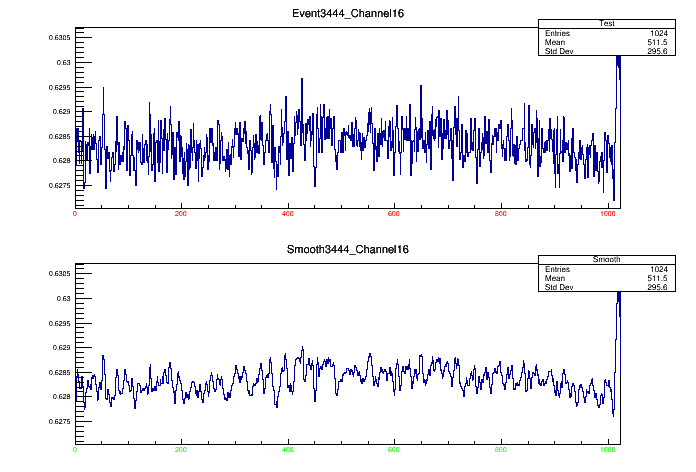 Event3444_Channel16
Test
Entries 1024
Mean 511.5
Std Dev 295.6
0.6305
0.63
0.6295
0.629
0.6285
0.628
0.6275
0 200 400 600 800 1000
Smooth3444_Channel16
Smooth
Entries 1024
Mean 511.5
Std Dev 295.6
0.6305
0.63
0.6295
0.629
0.6285
0.628
0.6275
0 200 400 600 800 1000